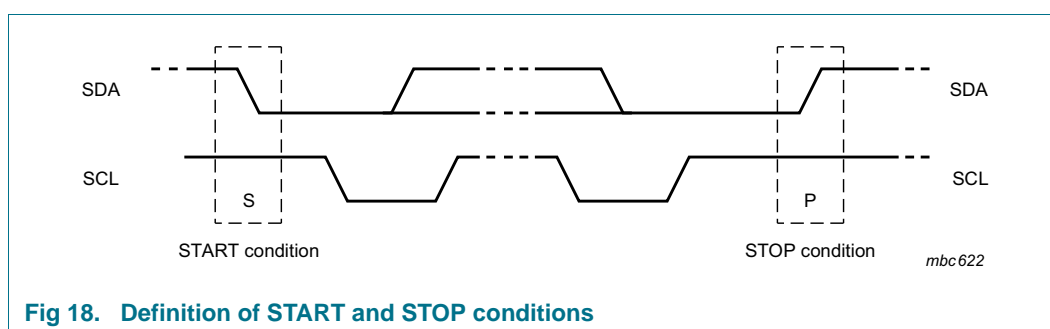 SDA SDA
SCL SCL
S P
START condition STOP condition
mbc622
Fig 18. Definition of START and STOP conditions